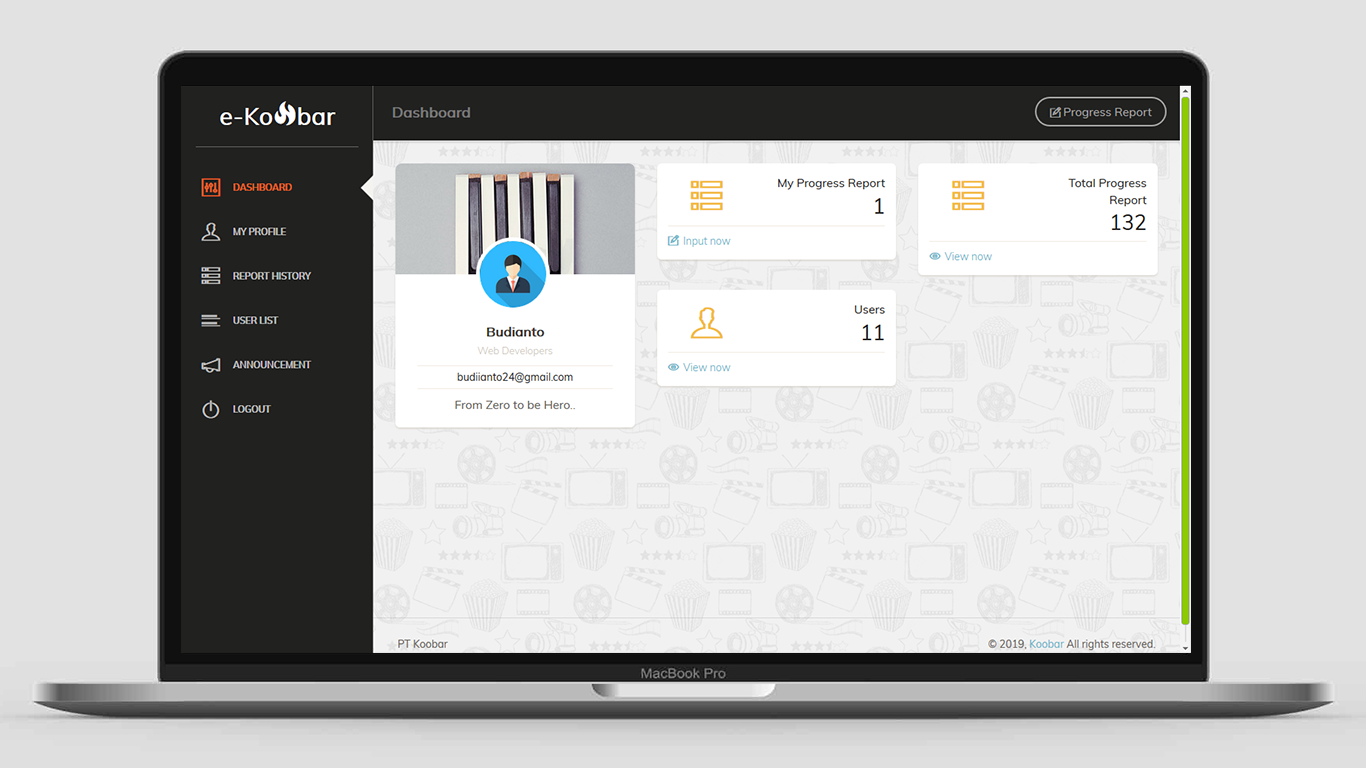 e-Koobar
Dashboard
Progress Report
DASHBOARD
MY PROFILE
REPORT HISTORY
USER LIST
ANNOUNCEMENT
LOGOUT
Budianto
Web Developers
budiianto24@gmail.com
From Zero to be Hero..
My Progress Report
1
Input now
Users
11
View now
Total Progress
Report
132
View now
PT Koobar
© 2019, Koobar All rights reserved.
MacBook Pro